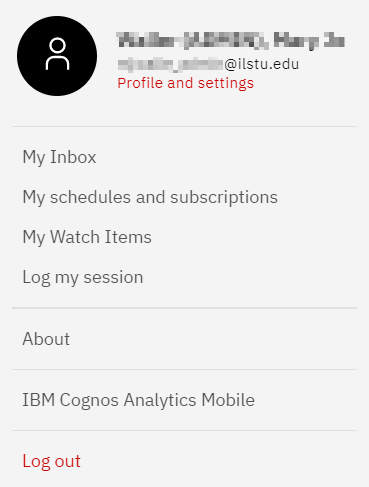 @ilstu.edu
Profile and settings
My Inbox
My schedules and subscriptions
My Watch Items
Log my session
About
IBM Cognos Analytics Mobile
Log out